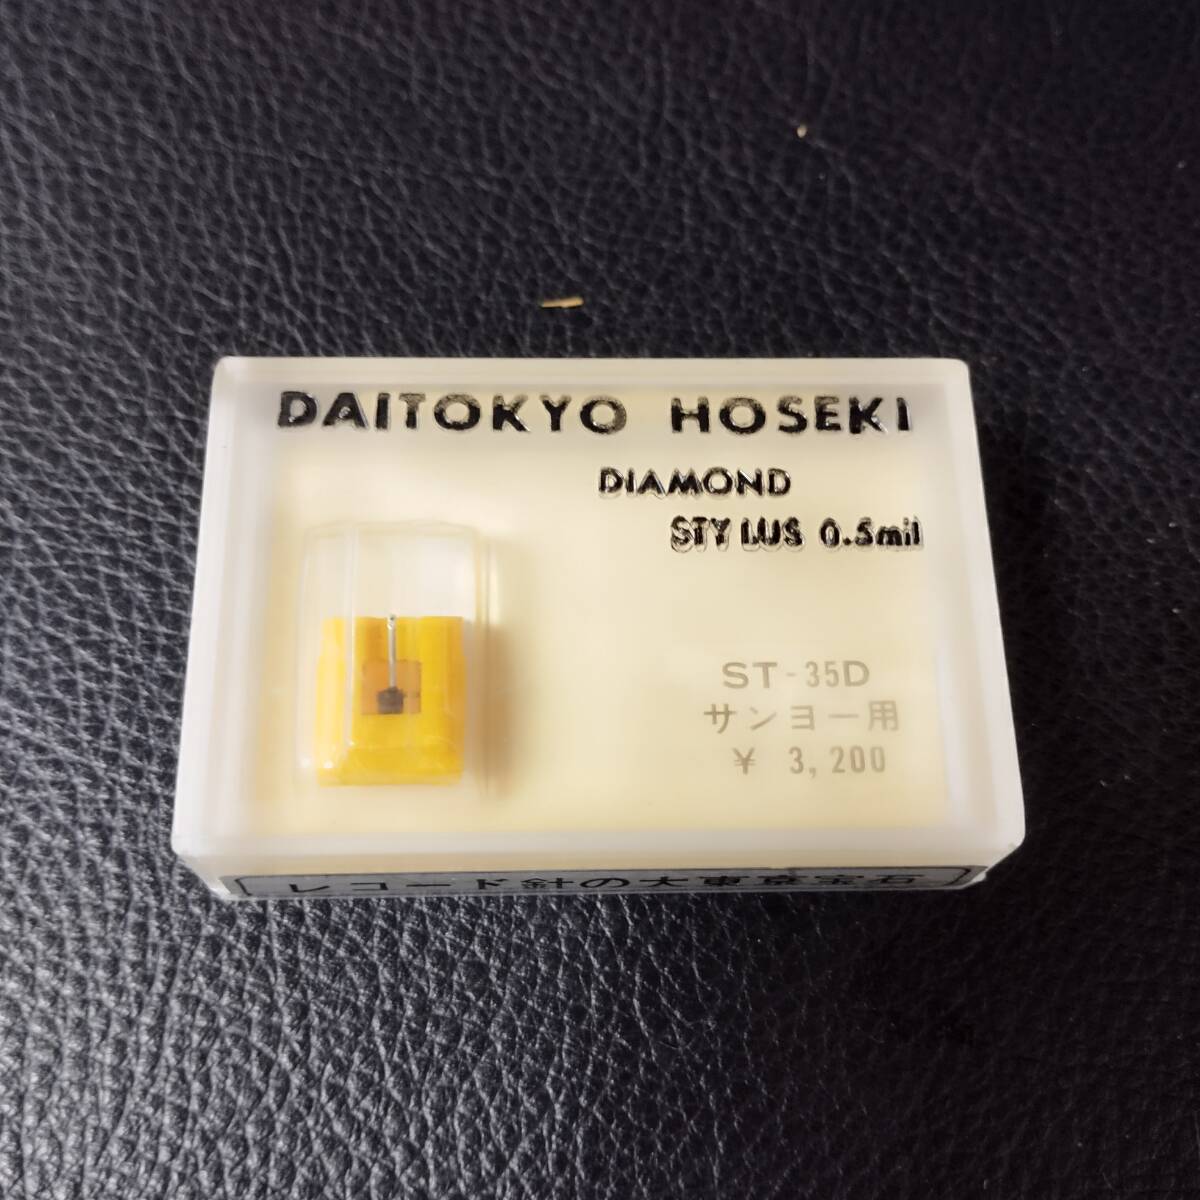 DAITOKYO HOSEKI
DIAMOND
STYLUS 0.5mil
ST-35D
サンヨー用
¥ 3,200
レコード針の大東京宝石